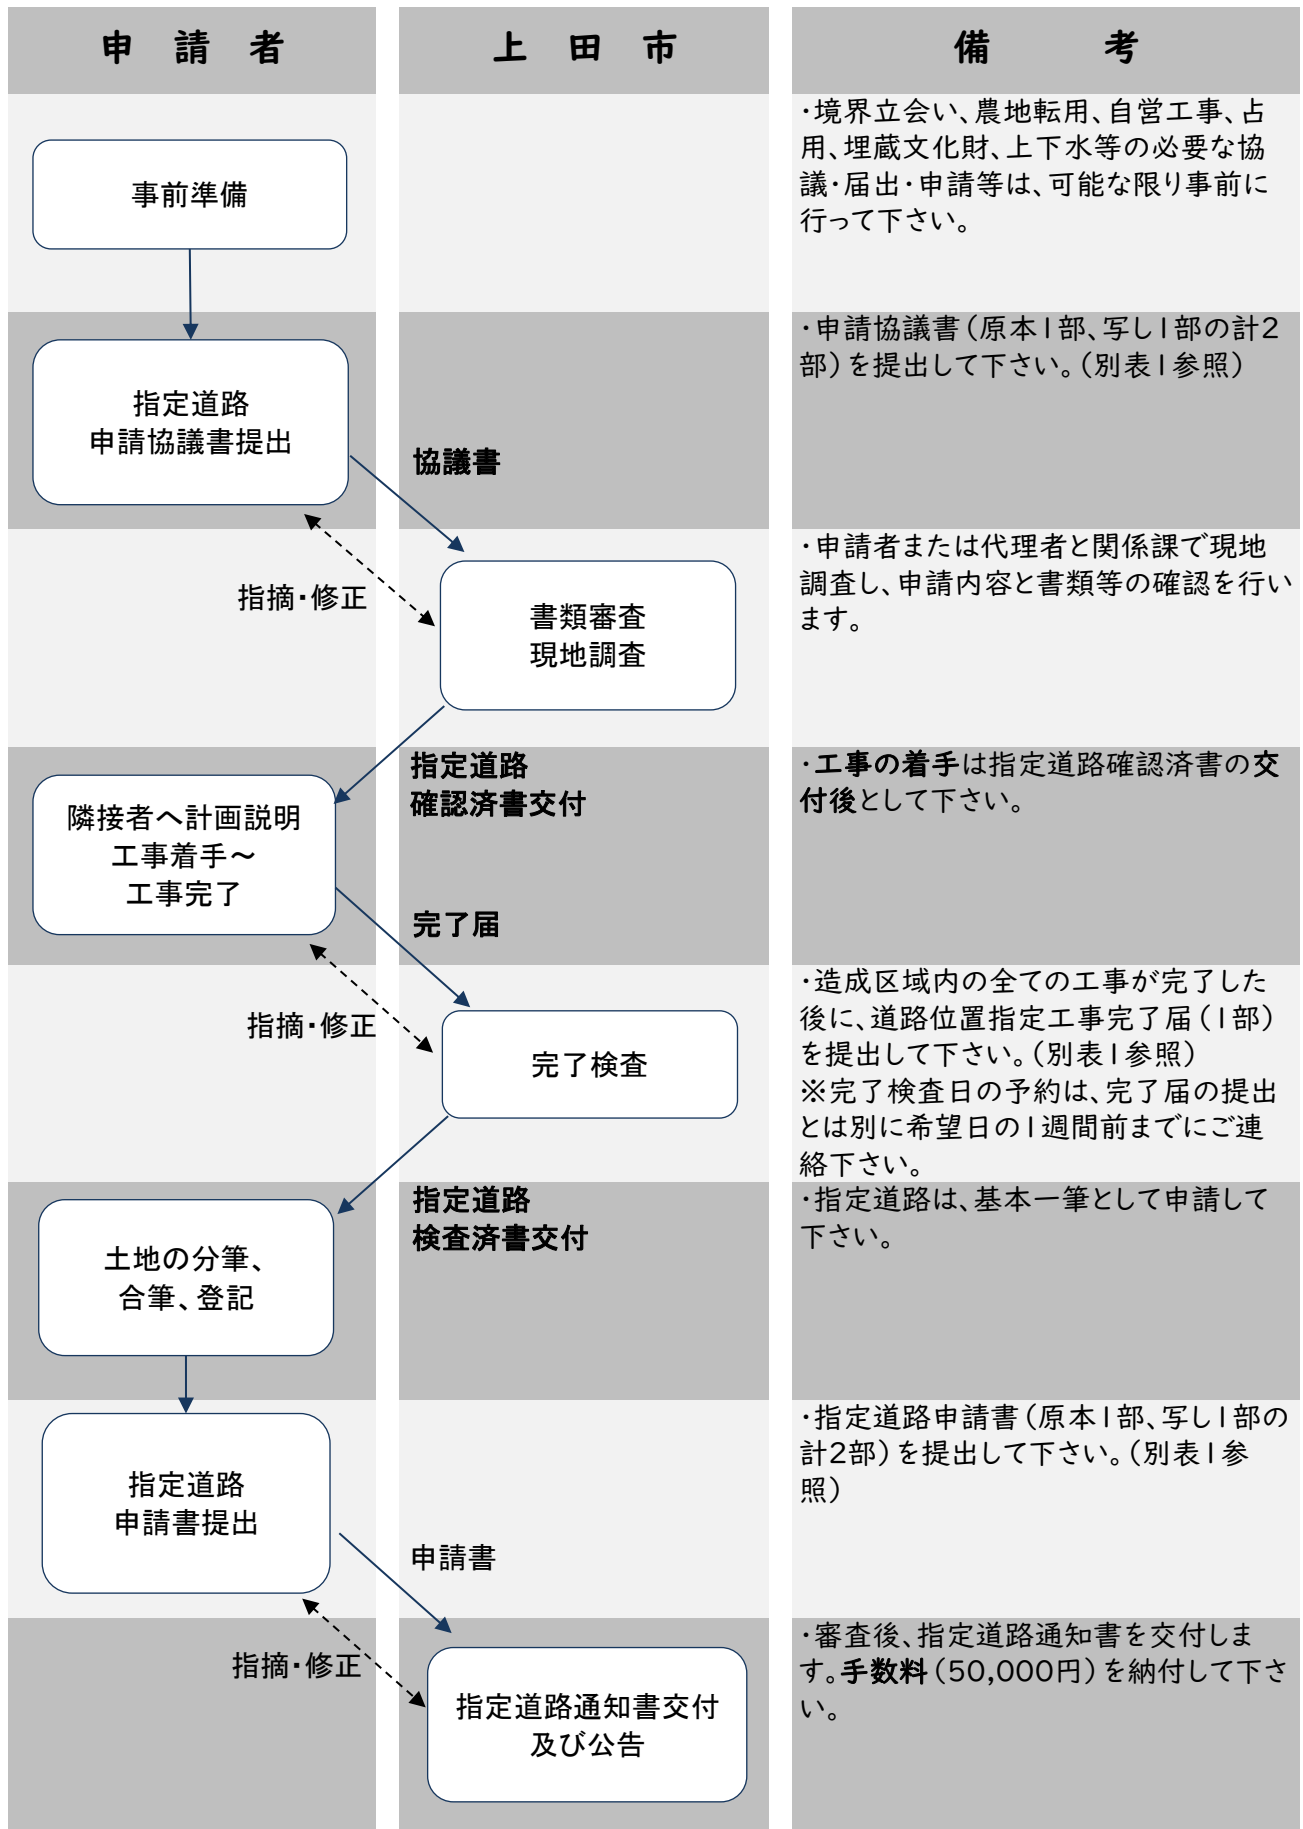 申 請 者
上 田 市
備 考
事前準備
・境界立会い、農地転用、自営工事、占
用、埋蔵文化財、上下水等の必要な協
議・届出・申請等は、可能な限り事前に
行って下さい。
指定道路
申請協議書提出
協議書
・申請協議書（原本1部、写し1部の計2
部）を提出して下さい。（別表1参照）
指摘・修正
書類審査
現地調査
・申請者または代理者と関係課で現地
調査し、申請内容と書類等の確認を行い
ます。
隣接者へ計画説明
工事着手～
工事完了
指定道路
確認済書交付
完了届
・工事の着手は指定道路確認済書の交
付後として下さい。
指摘・修正
完了検査
・造成区域内の全ての工事が完了した
後に、道路位置指定工事完了届（1部）
を提出して下さい。（別表1参照）
※完了検査日の予約は、完了届の提出
とは別に希望日の1週間前までにご連
絡下さい。
土地の分筆、
合筆、登記
指定道路
検査済書交付
・指定道路は、基本一筆として申請して
下さい。
指定道路
申請書提出
申請書
・指定道路申請書（原本1部、写し1部の
計2部）を提出して下さい。（別表1参
照）
指摘・修正
指定道路通知書交付
及び公告
・審査後、指定道路通知書を交付しま
す。手数料（50,000円）を納付して下さ
い。